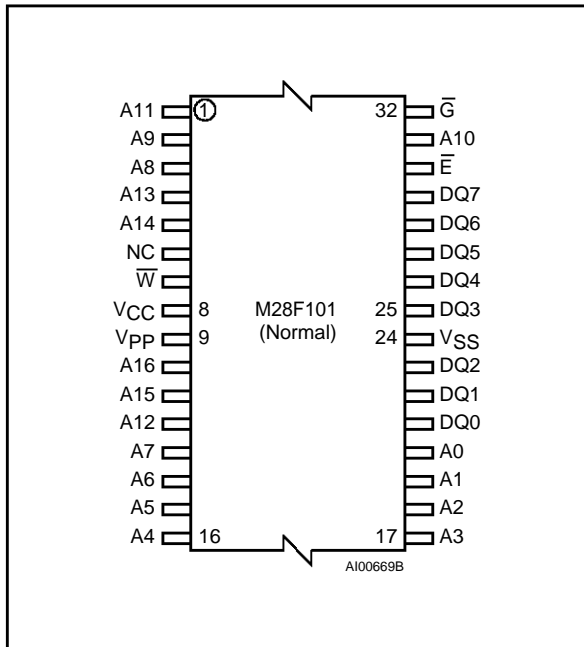 A11 1 32 G̅
A9 A10
A8 E̅
A13 DQ7
A14 DQ6
NC DQ5
W̅ DQ4
VCC 8 M28F101 25 DQ3
VPP 9 (Normal) 24 VSS
A16 DQ2
A15 DQ1
A12 DQ0
A7 A0
A6 A1
A5 A2
A4 16 17 A3
AI00669B